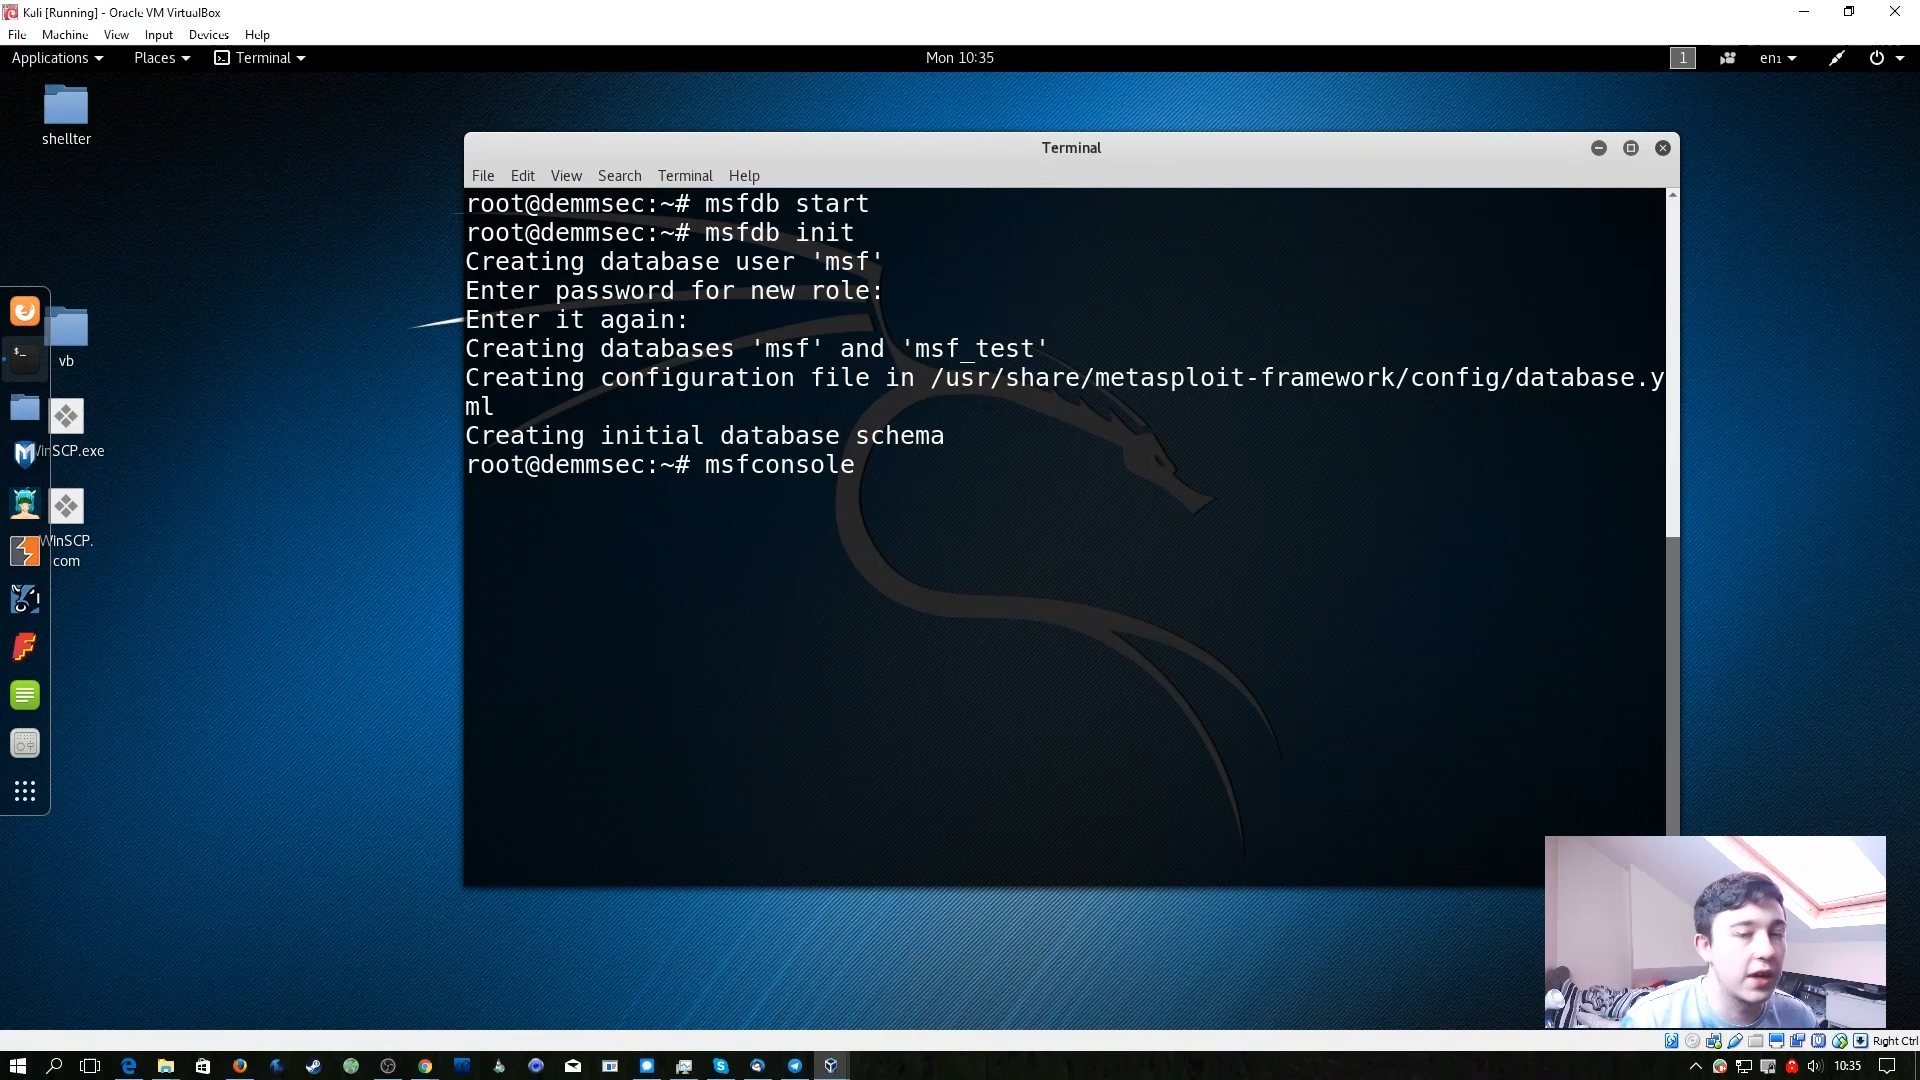 Kali [Running] - Oracle VM VirtualBox
File Machine View Input Devices Help
Applications Places Terminal Mon 10:35 1 en1
shellter
Terminal
File Edit View Search Terminal Help
root@demmsec:~# msfdb start
root@demmsec:~# msfdb init
Creating database user 'msf'
Enter password for new role:
Enter it again:
Creating databases 'msf' and 'msf_test'
Creating configuration file in /usr/share/metasploit-framework/config/database.y
ml
Creating initial database schema
root@demmsec:~# msfconsole
vb
inSCP.exe
WinSCP.
com
Right Ctrl
10:35